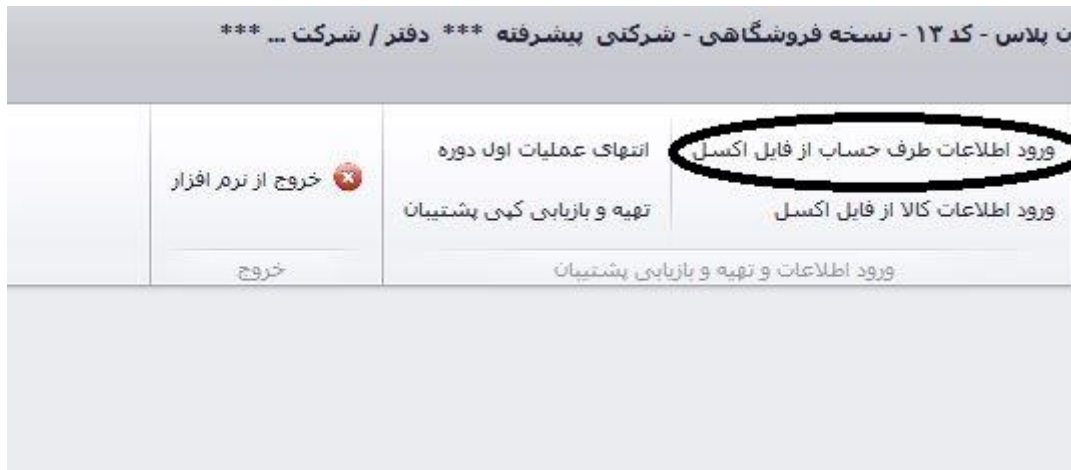 ن پلاس - کد ۱۳ - نسخه فروشگاهی - شرکتی پیشرفته *** دفتر / شرکت ... ***
ورود اطلاعات طرف حساب از فایل اکسل
ورود اطلاعات کالا از فایل اکسل
انتهای عملیات اول دوره
تهیه و بازیابی کپی پشتیبان
ورود اطلاعات و تهیه و بازیابی پشتیبان
خروج از نرم افزار
خروج